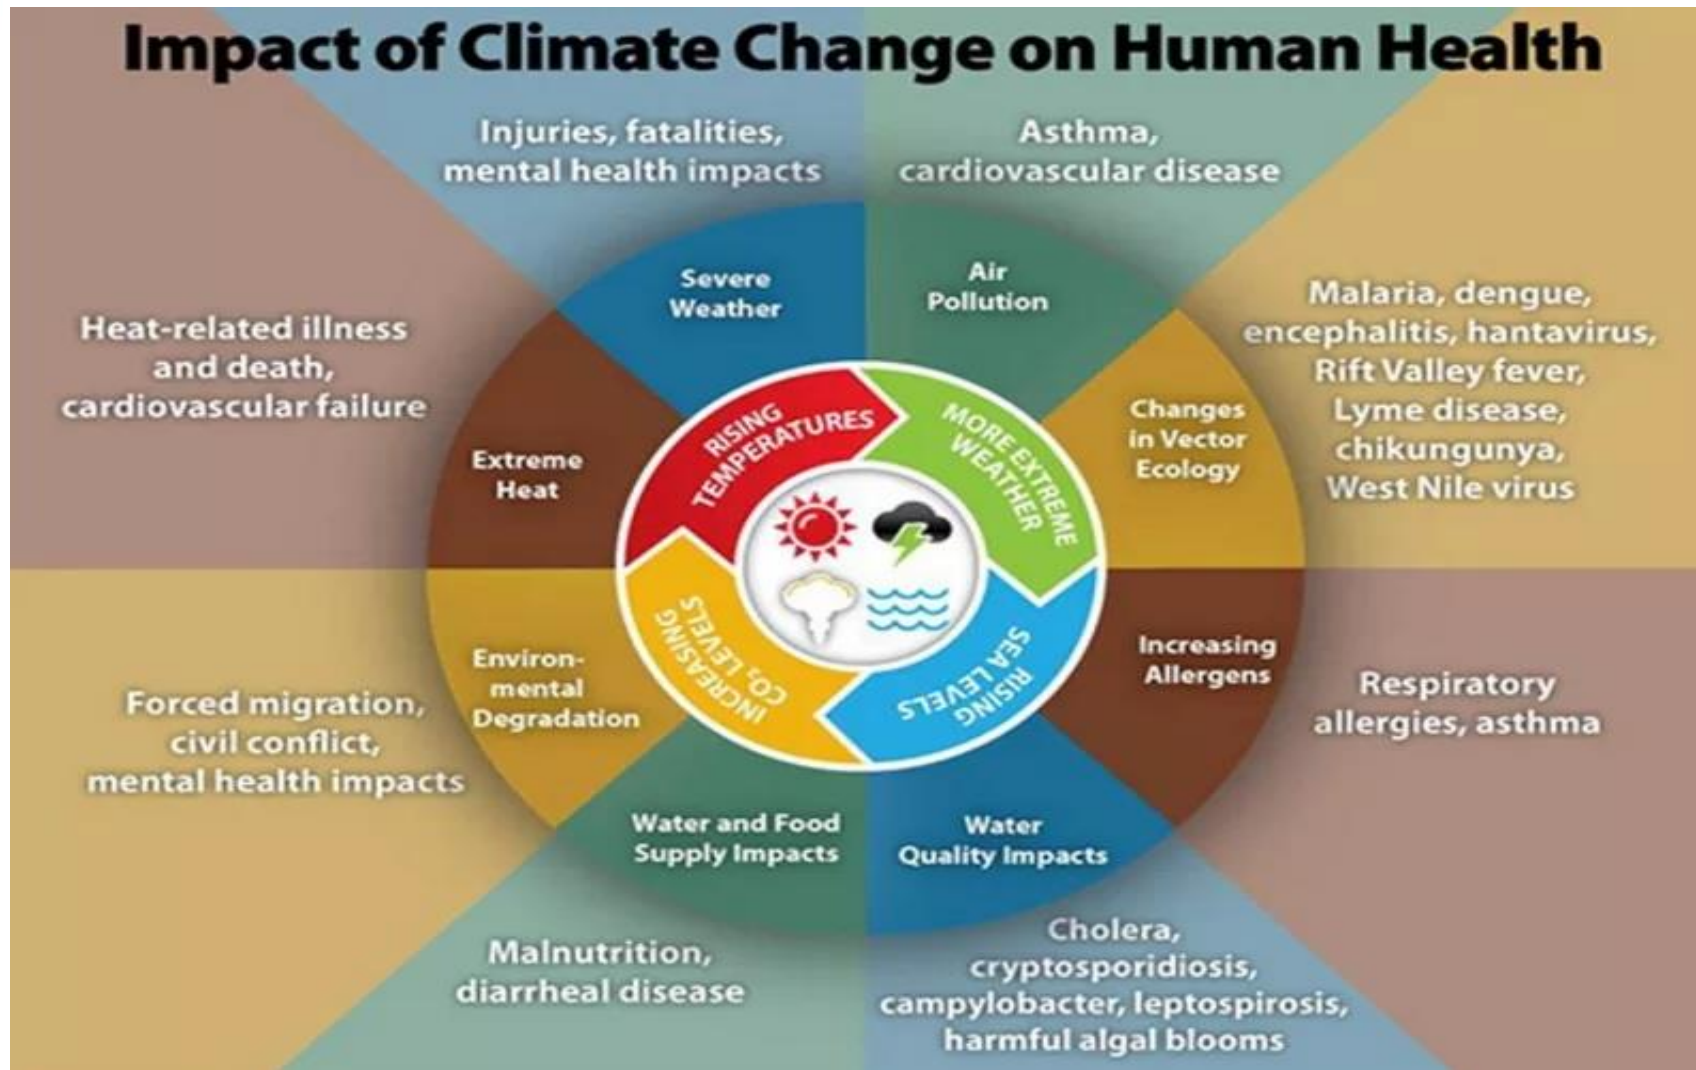 Impact of Climate Change on Human Health
Injuries, fatalities,
mental health impacts
Asthma,
cardiovascular disease
Malaria, dengue,
encephalitis, hantavirus,
Rift Valley fever,
Lyme disease,
chikungunya,
West Nile virus
Respiratory
allergies, asthma
Cholera,
cryptosporidiosis,
campylobacter, leptospirosis,
harmful algal blooms
Malnutrition,
diarrheal disease
Forced migration,
civil conflict,
mental health impacts
Heat-related illness
and death,
cardiovascular failure
Severe
Weather
Air
Pollution
Changes
in Vector
Ecology
Increasing
Allergens
Water
Quality Impacts
Water and Food
Supply Impacts
Environ-
mental
Degradation
Extreme
Heat
RISING
TEMPERATURES
MORE EXTREME
WEATHER
RISING
SEA LEVELS
INCREASING
CO₂ LEVELS